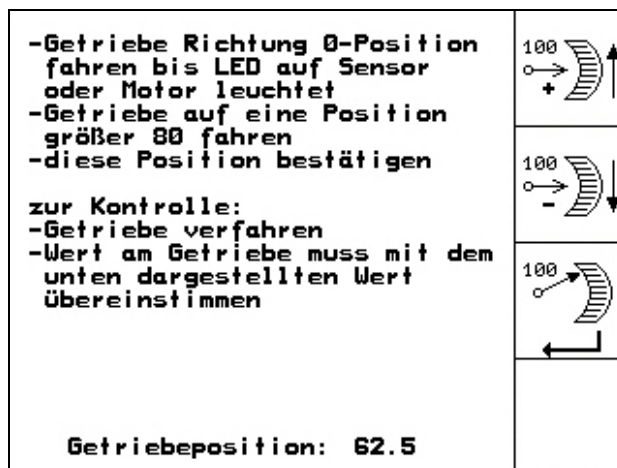 -Getriebe Richtung 0-Position
fahren bis LED auf Sensor
oder Motor leuchtet
-Getriebe auf eine Position
größer 80 fahren
-diese Position bestätigen
zur Kontrolle:
-Getriebe verfahren
-Wert am Getriebe muss mit dem
unten dargestellten Wert
übereinstimmen
Getriebeposition: 62.5
100
+
100
-
100